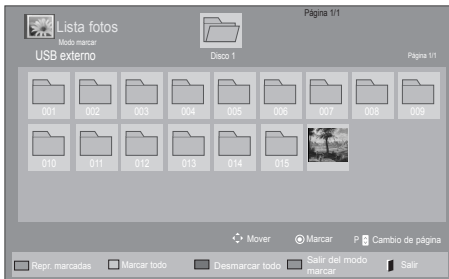 Página 1/1
Lista fotos
Modo marcar
USB externo
Disco 1
Página 1/1
001 002 003 004 005 006 007 008 009
010 011 012 013 014 015
Mover Marcar P Cambio de página
Repr. marcadas Marcar todo Desmarcar todo Salir del modo marcar Salir